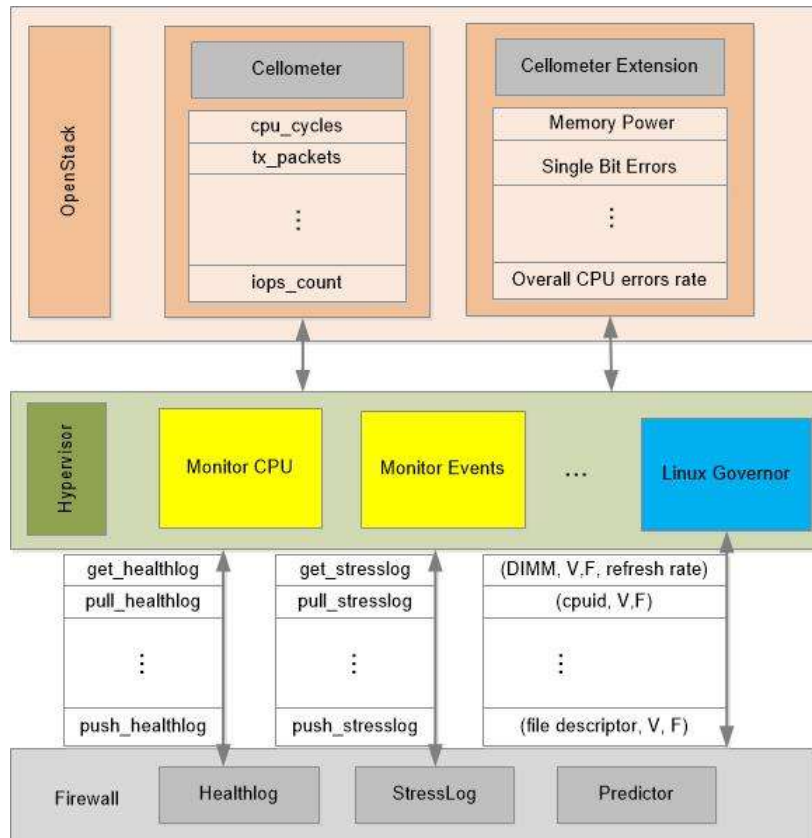 OpenStack
Cellometer
cpu_cycles
tx_packets
⋮
iops_count
Cellometer Extension
Memory Power
Single Bit Errors
⋮
Overall CPU errors rate
Hypervisor
Monitor CPU
Monitor Events
...
Linux Governor
get_healthlog
pull_healthlog
⋮
push_healthlog
get_stresslog
pull_stresslog
⋮
push_stresslog
(DIMM, V,F, refresh rate)
(cpuid, V,F)
⋮
(file descriptor, V, F)
Firewall
Healthlog
StressLog
Predictor